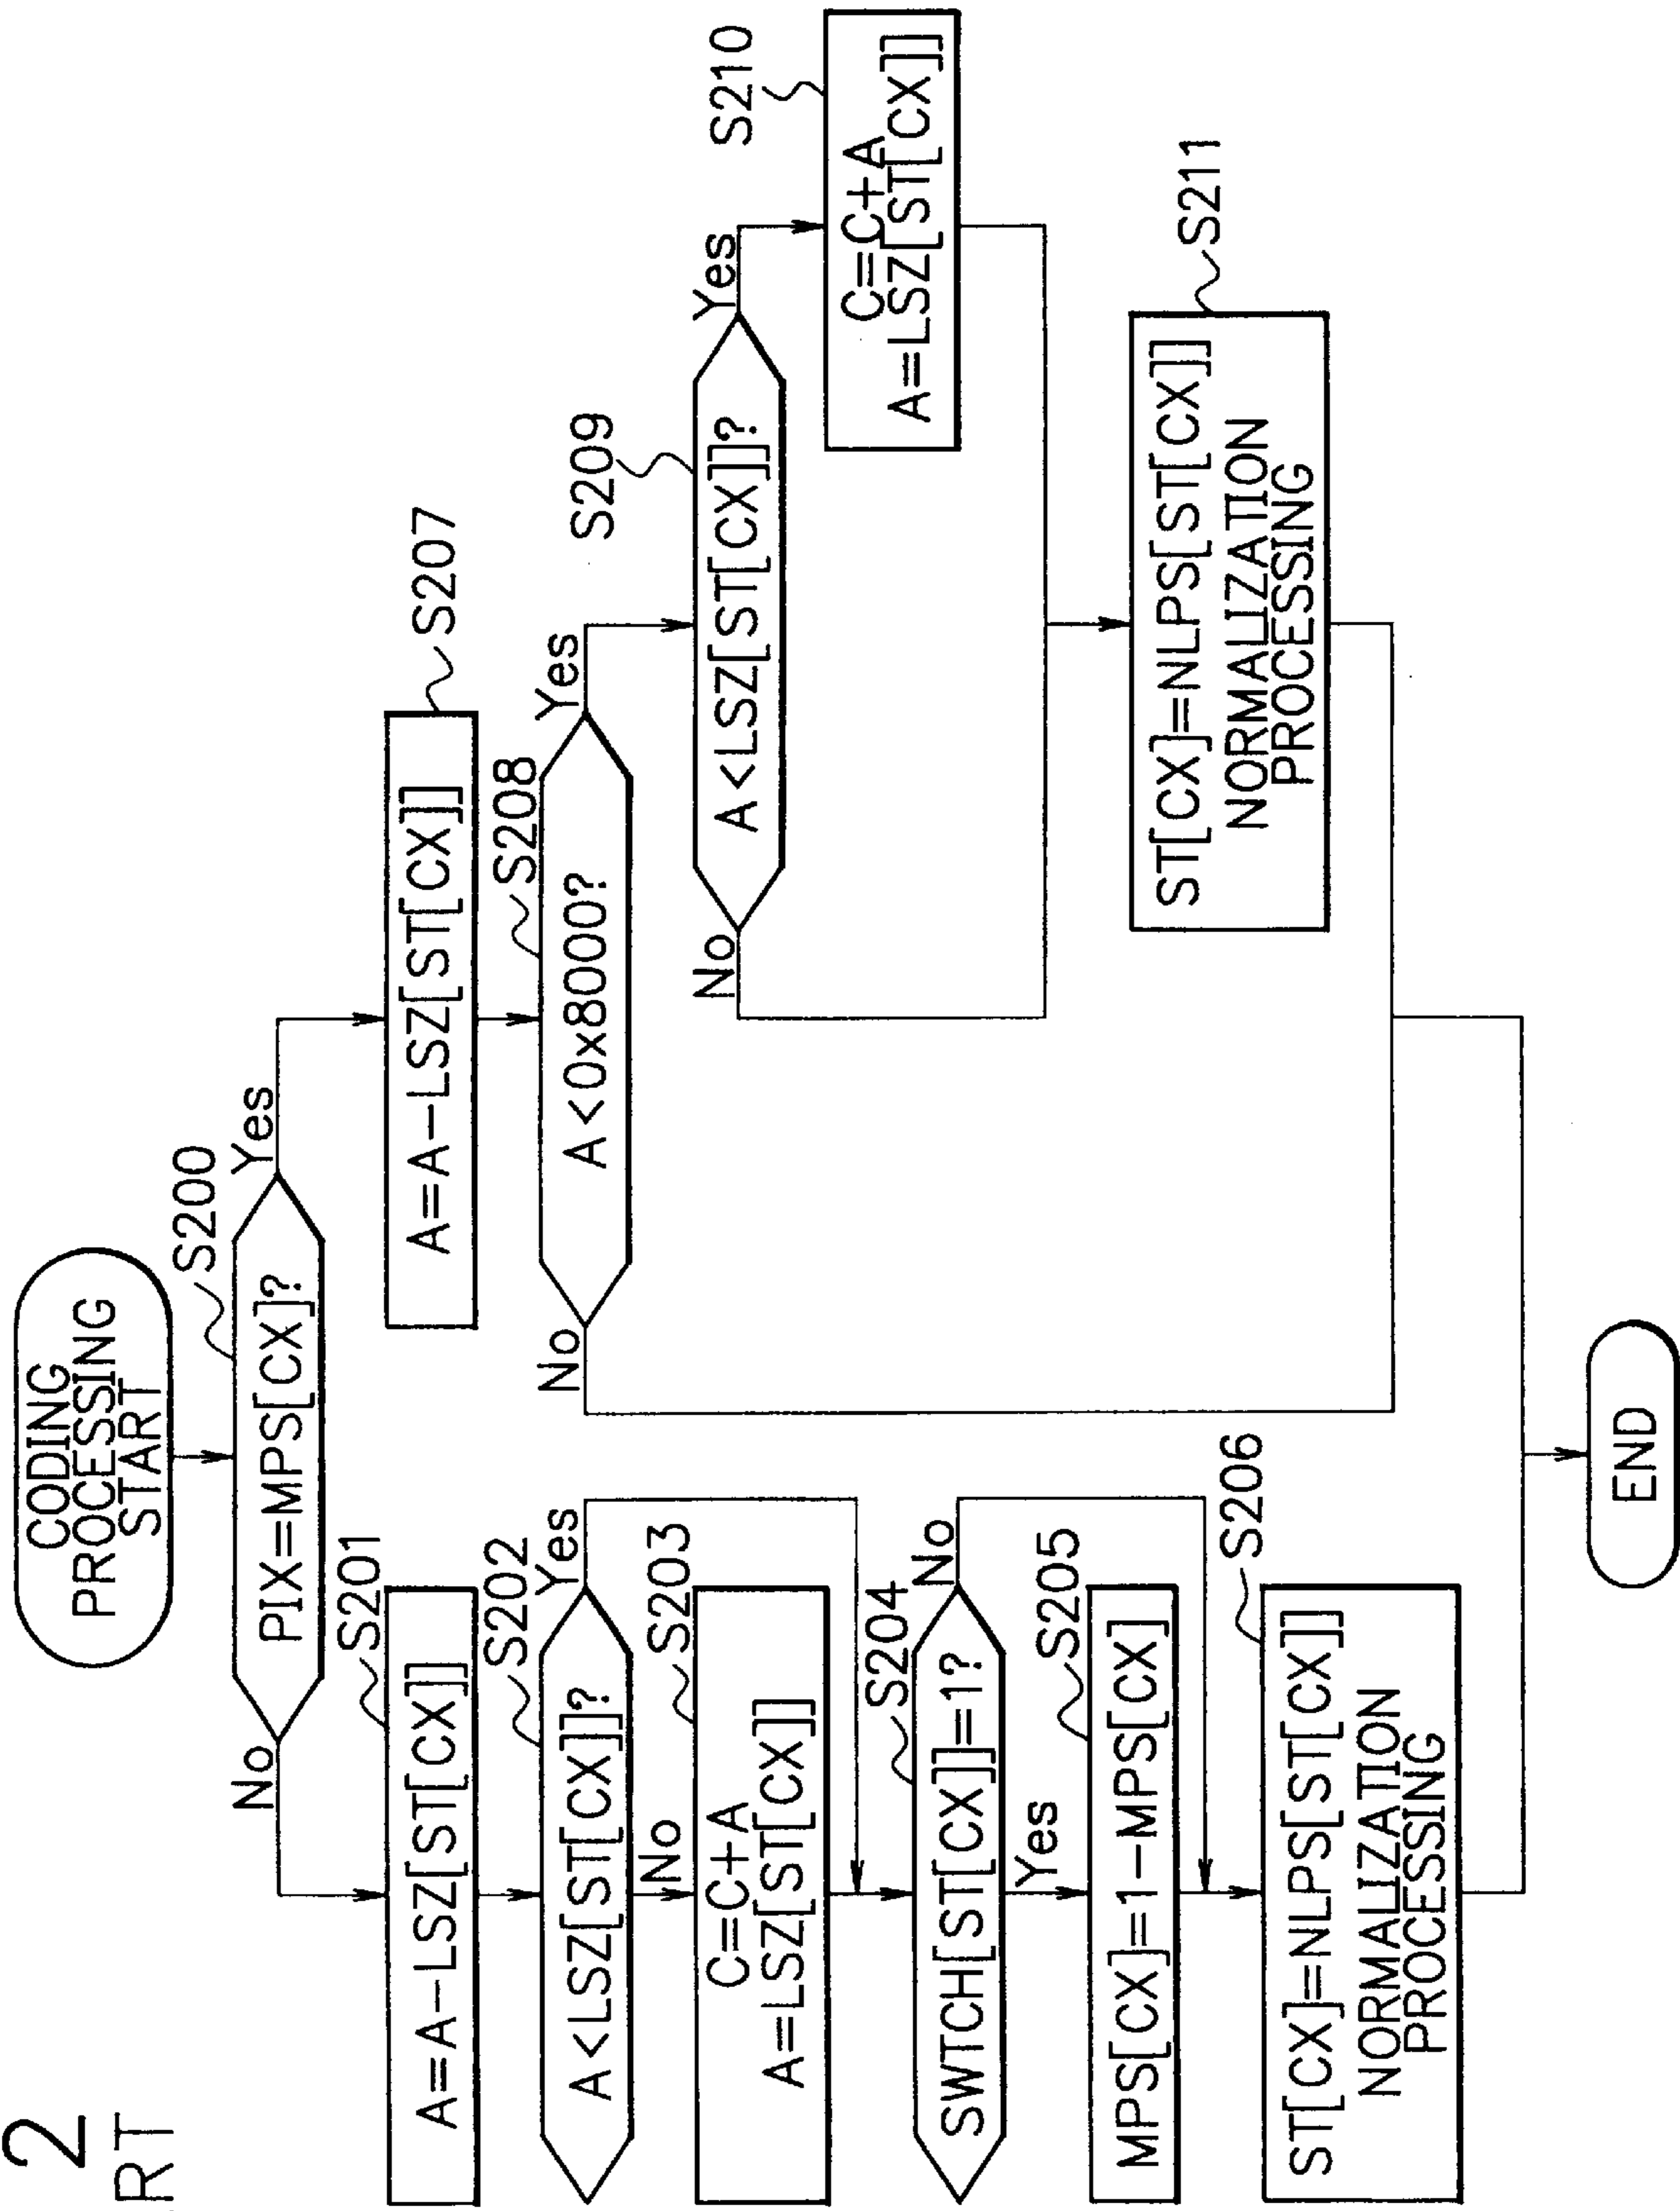 2
RT
CODING
PROCESSING
START
S200
PIX=MPS[CX]?
No
Yes
S201
A=A-LSZ[ST[CX]]
S202
A<LSZ[ST[CX]]?
Yes
No
S203
C=C+A
A=LSZ[ST[CX]]
S204
SWTCH[ST[CX]]=1?
No
Yes
S205
MPS[CX]=1-MPS[CX]
S206
ST[CX]=NLPS[ST[CX]]
NORMALIZATION
PROCESSING
S207
A=A-LSZ[ST[CX]]
S208
A<0x8000?
No
Yes
S209
A<LSZ[ST[CX]]?
No
Yes
S210
C=C+A
A=LSZ[ST[CX]]
S211
ST[CX]=NLPS[ST[CX]]
NORMALIZATION
PROCESSING
END